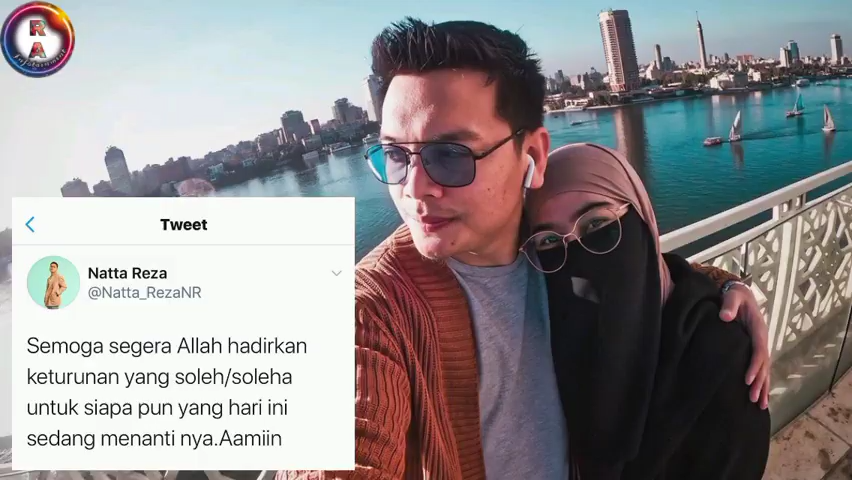 R
A
Tweet
Natta Reza
@Natta_RezaNR
Semoga segera Allah hadirkan
keturunan yang soleh/soleha
untuk siapa pun yang hari ini
sedang menanti nya.Aamiin